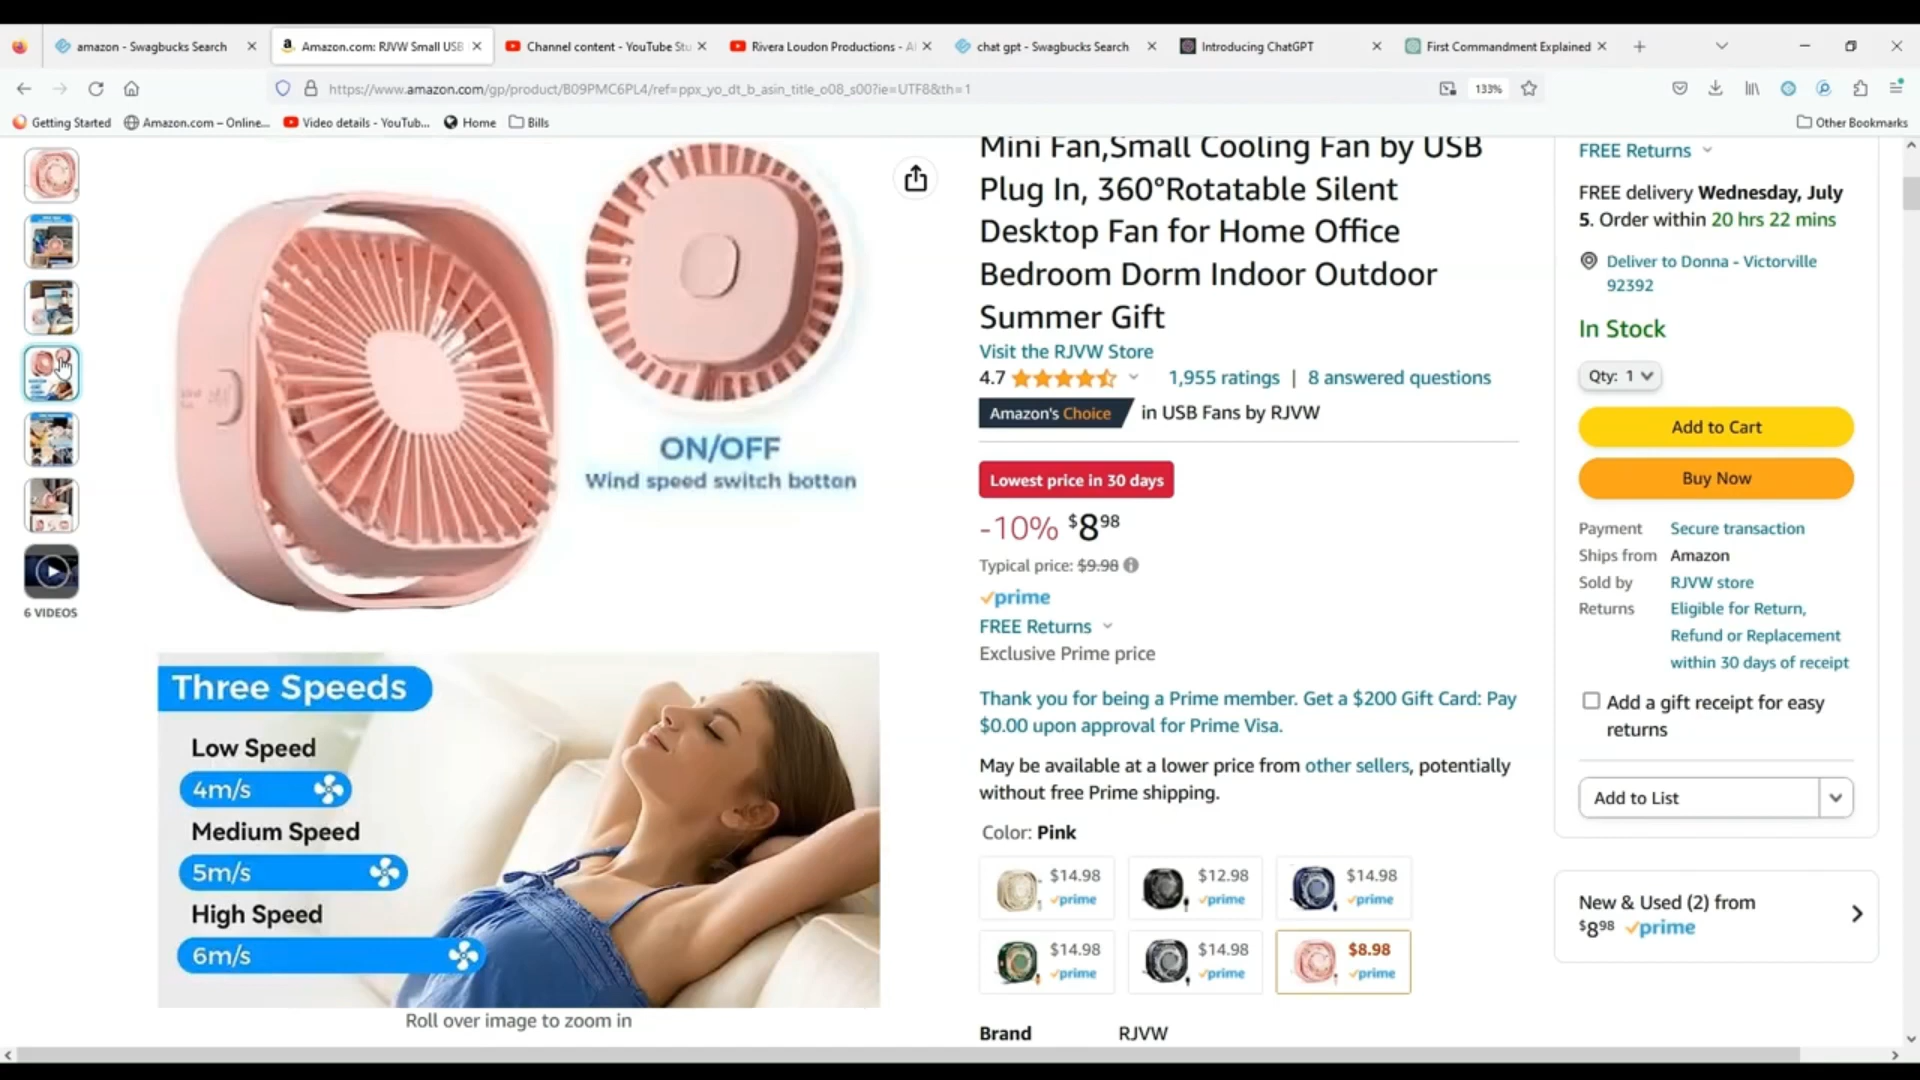 amazon - Swagbucks Search
Amazon.com: RJVW Small USB
Channel content - YouTube Stu
Rivera Loudon Productions - A
chat gpt - Swagbucks Search
Introducing ChatGPT
First Commandment Explained
https://www.amazon.com/gp/product/B09PMC6PL4/ref=ppx_yo_dt_b_asin_title_o08_s00?ie=UTF8&th=1
133%
Getting Started
Amazon.com – Online...
Video details - YouTub...
Home
Bills
Other Bookmarks
6 VIDEOS
ON/OFF
Wind speed switch botton
Three Speeds
Low Speed
4m/s
Medium Speed
5m/s
High Speed
6m/s
Roll over image to zoom in
Mini Fan,Small Cooling Fan by USB
Plug In, 360°Rotatable Silent
Desktop Fan for Home Office
Bedroom Dorm Indoor Outdoor
Summer Gift
Visit the RJVW Store
4.7 1,955 ratings | 8 answered questions
Amazon's Choice in USB Fans by RJVW
Lowest price in 30 days
-10% $8.98
Typical price: $9.98
prime
FREE Returns
Exclusive Prime price
Thank you for being a Prime member. Get a $200 Gift Card: Pay
$0.00 upon approval for Prime Visa.
May be available at a lower price from other sellers, potentially
without free Prime shipping.
Color: Pink
$14.98 $12.98 $14.98
prime prime prime
$14.98 $14.98 $8.98
prime prime prime
Brand RJVW
FREE Returns
FREE delivery Wednesday, July
5. Order within 20 hrs 22 mins
Deliver to Donna - Victorville
92392
In Stock
Qty: 1
Add to Cart
Buy Now
Payment Secure transaction
Ships from Amazon
Sold by RJVW store
Returns Eligible for Return,
Refund or Replacement
within 30 days of receipt
Add a gift receipt for easy
returns
Add to List
New & Used (2) from
$8.98 prime